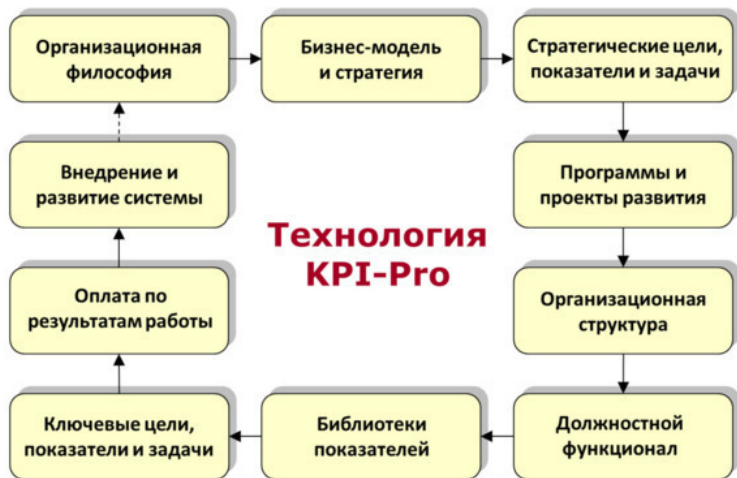 Организационная
философия
Бизнес-модель
и стратегия
Стратегические цели,
показатели и задачи
Программы и
проекты развития
Организационная
структура
Должностной
функционал
Библиотеки
показателей
Ключевые цели,
показатели и задачи
Оплата по
результатам работы
Внедрение и
развитие системы
Технология
KPI-Pro